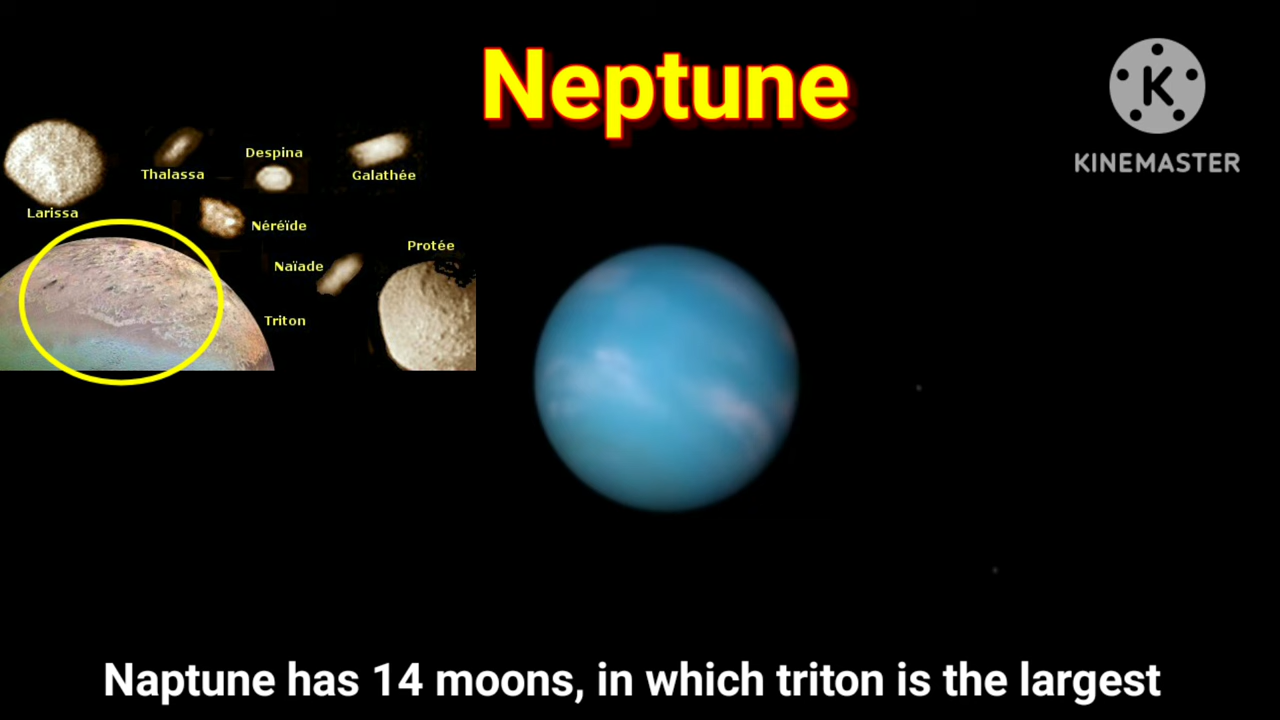 Neptune
K
KINEMASTER
Despina
Thalassa
Galathée
Larissa
Néréïde
Protée
Naïade
Triton
Naptune has 14 moons, in which triton is the largest